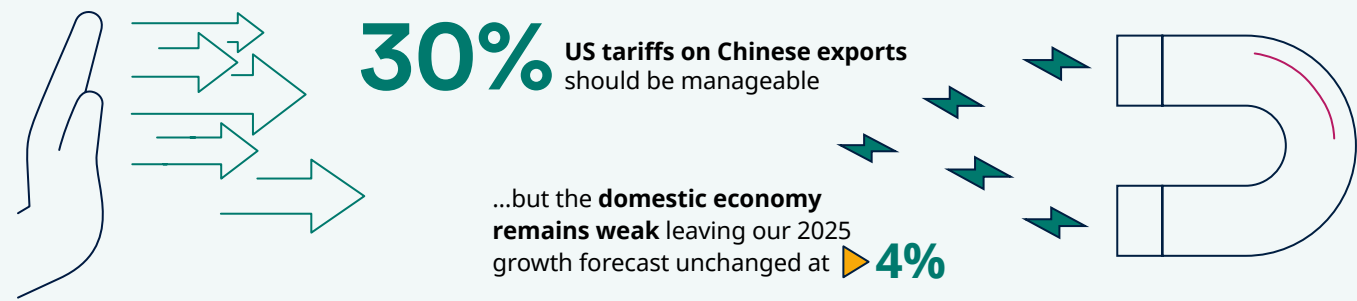 30% US tariffs on Chinese exports
should be manageable
...but the domestic economy
remains weak leaving our 2025
growth forecast unchanged at 4%